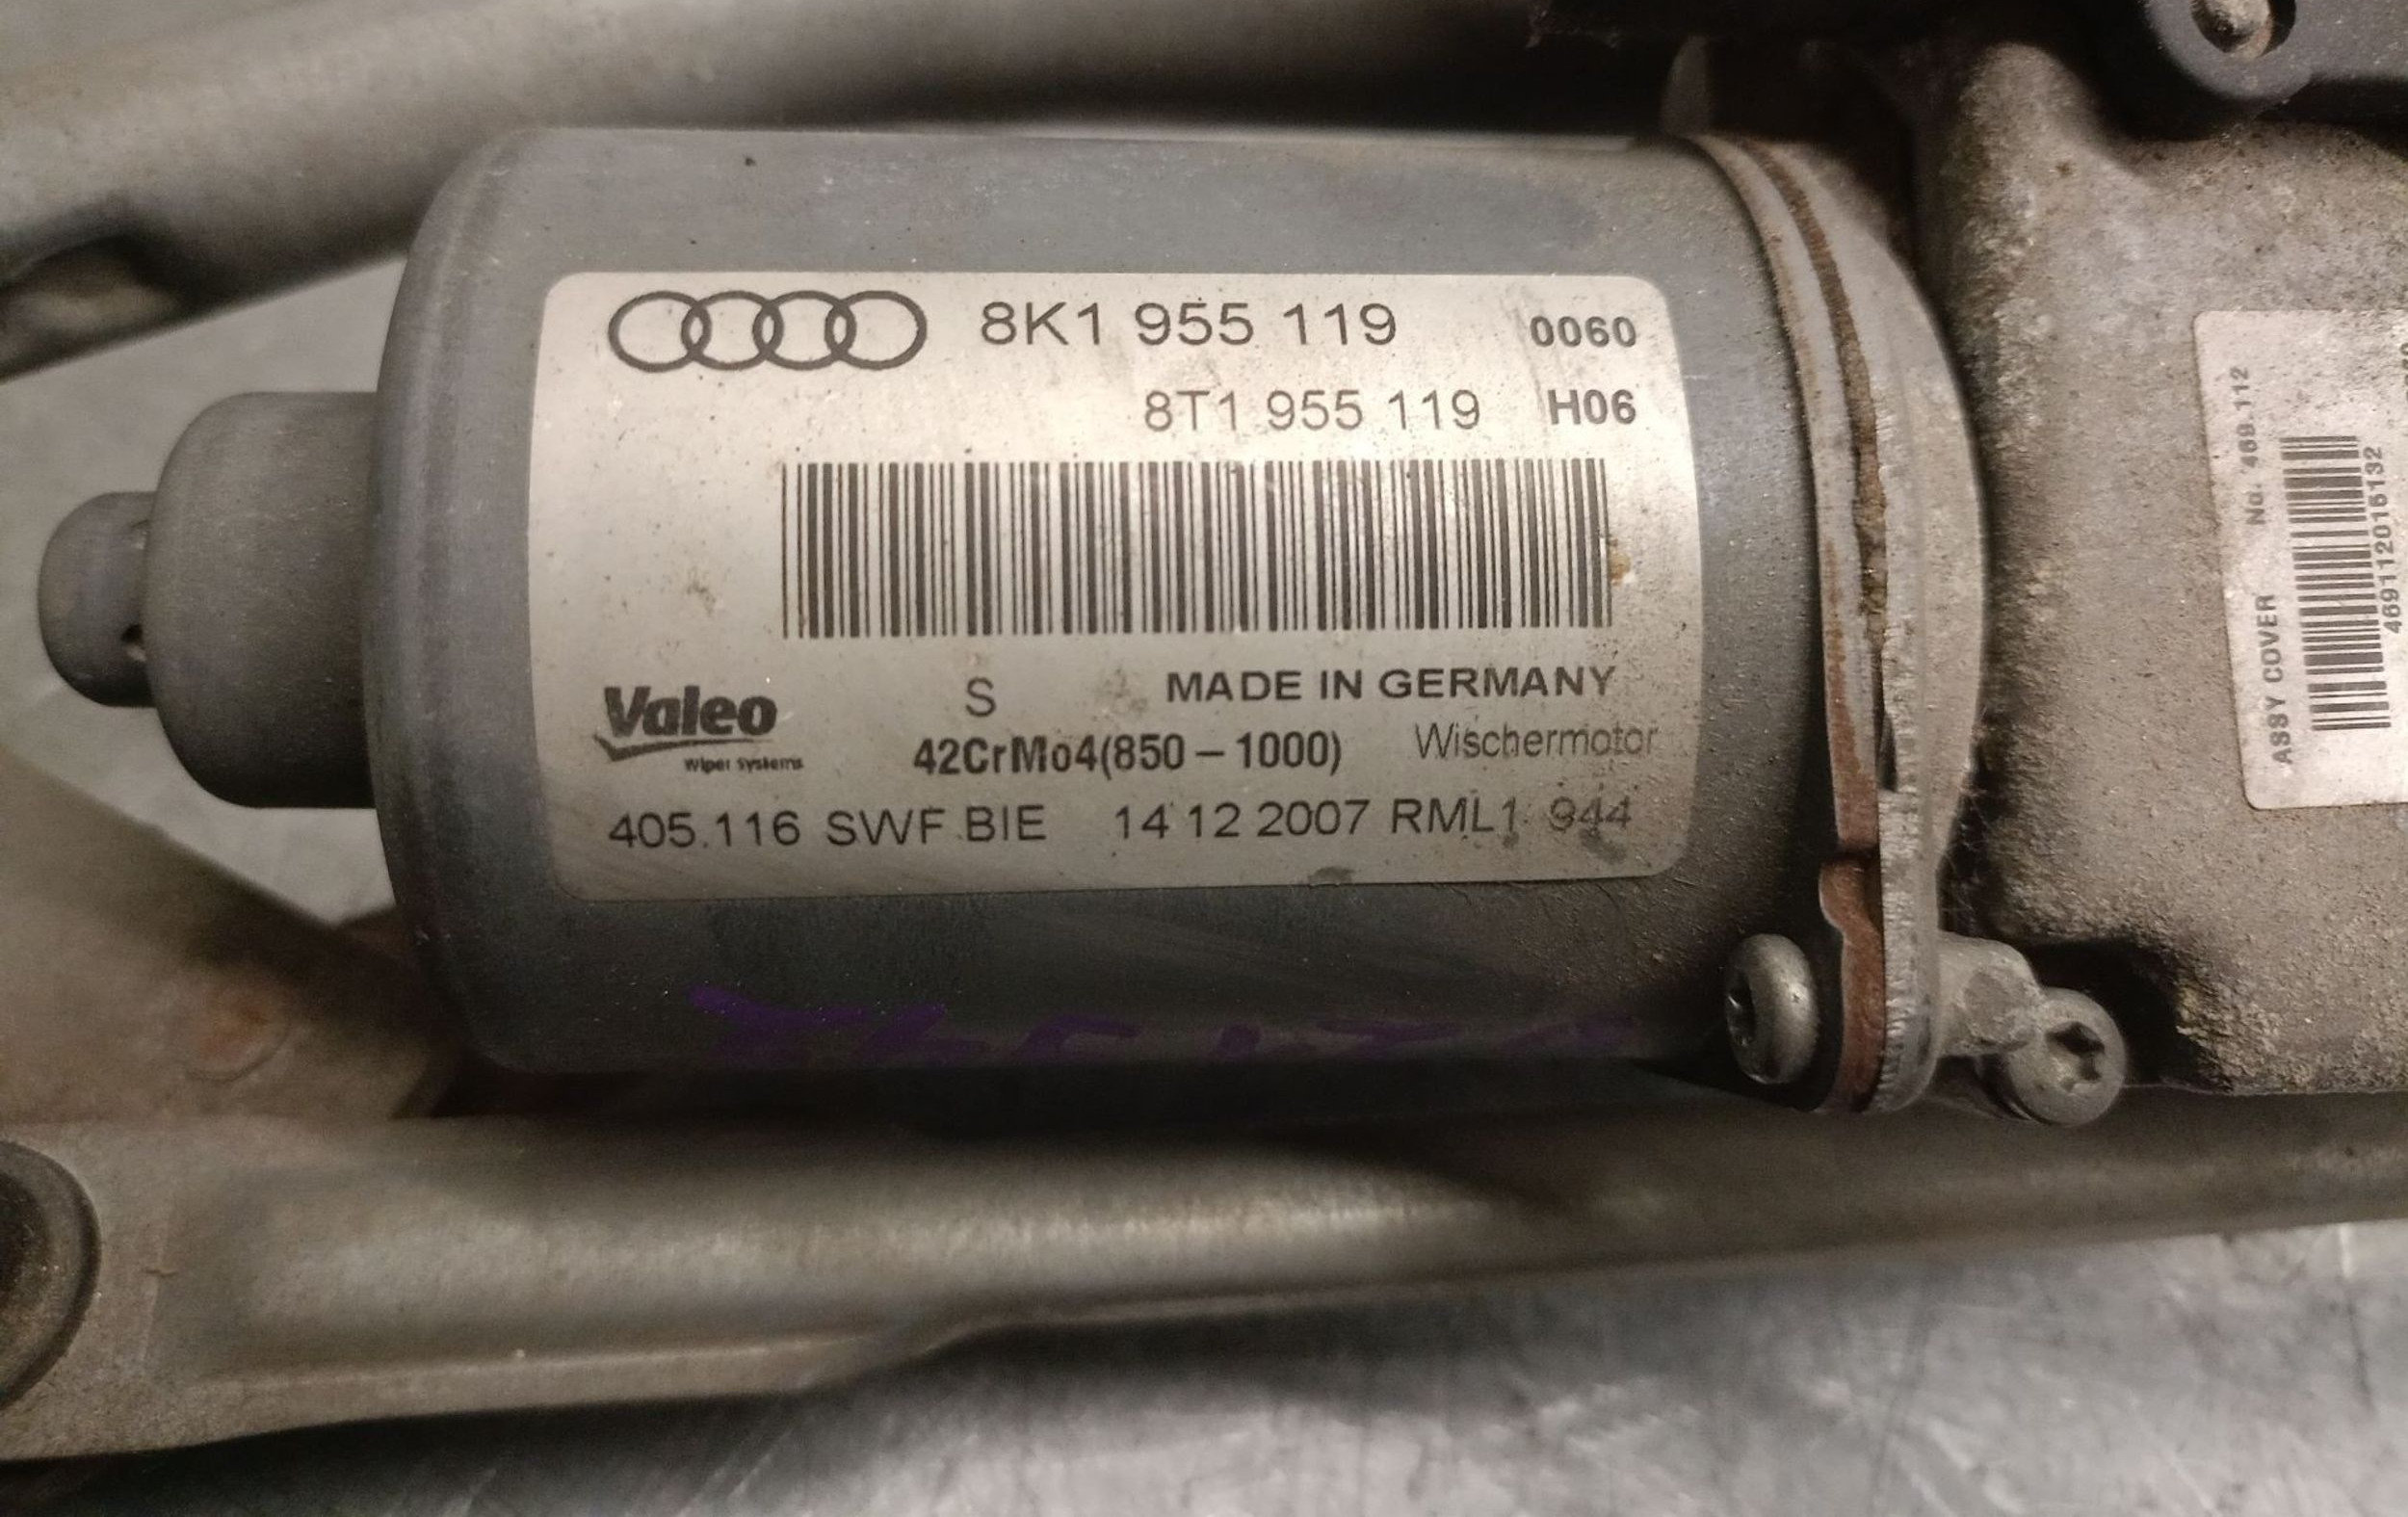 8K1 955 119 0060
8T1 955 119 H06
Valeo
Wiper Systems
S
MADE IN GERMANY
42CrMo4(850-1000)
Wischermotor
405.116 SWF BIE 14 12 2007 RML1 944
ASSY COVER No. 469.112
469112015132